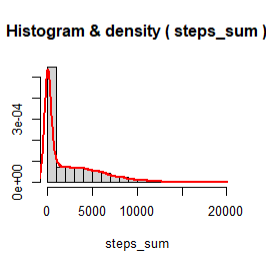 Histogram & density ( steps_sum )
3e-04
0e+00
0
5000
10000
20000
steps_sum